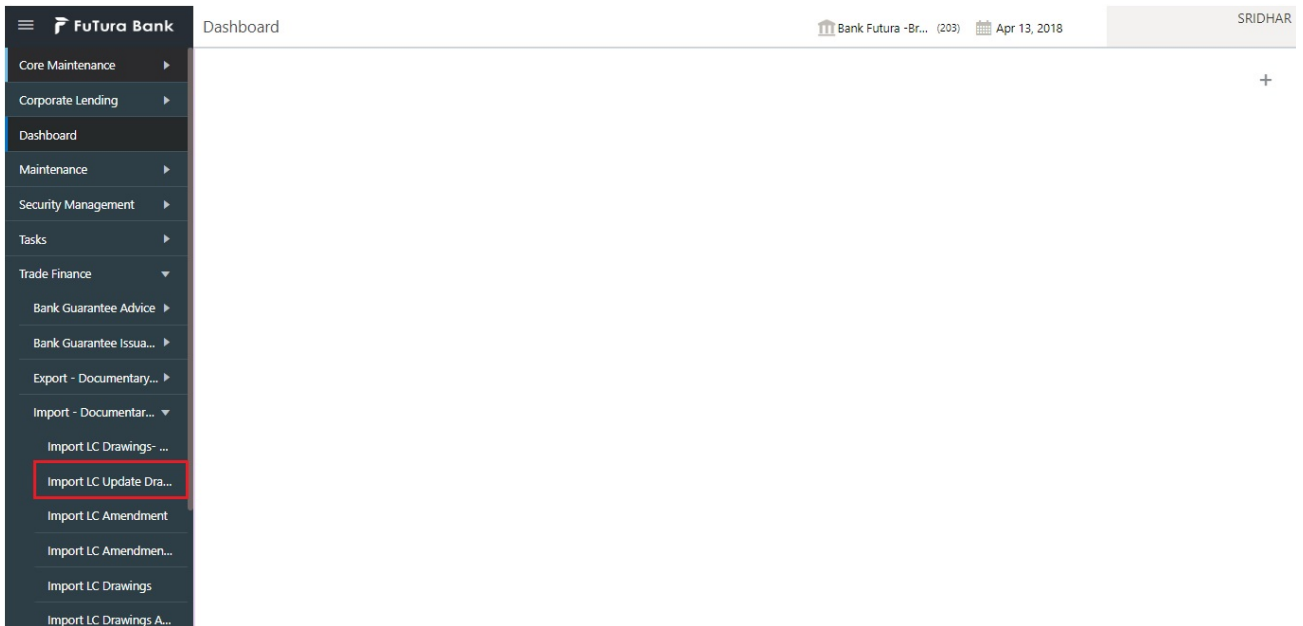 FuTura Bank
Dashboard
Bank Futura -Br... (203)
Apr 13, 2018
SRIDHAR
Core Maintenance
Corporate Lending
Dashboard
Maintenance
Security Management
Tasks
Trade Finance
Bank Guarantee Advice
Bank Guarantee Issua...
Export - Documentary...
Import - Documentar...
Import LC Drawings- ...
Import LC Update Dra...
Import LC Amendment
Import LC Amendmen...
Import LC Drawings
Import LC Drawings A...